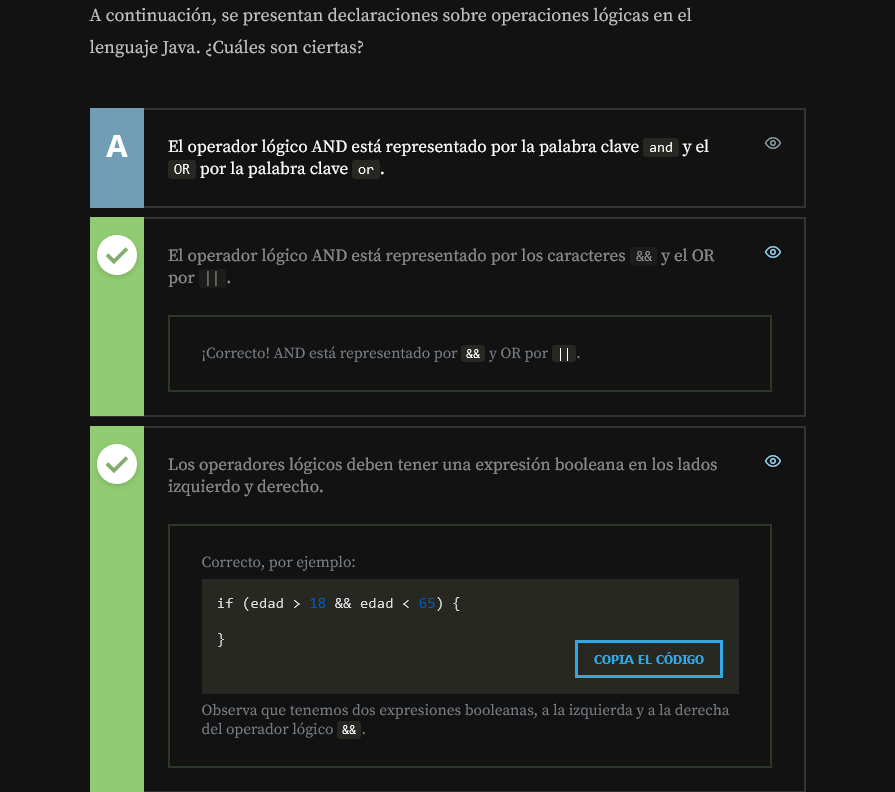 A continuación, se presentan declaraciones sobre operaciones lógicas en el
lenguaje Java. ¿Cuáles son ciertas?
A
El operador lógico AND está representado por la palabra clave and y el
OR por la palabra clave or.
El operador lógico AND está representado por los caracteres && y el OR
por ||.
¡Correcto! AND está representado por && y OR por ||.
Los operadores lógicos deben tener una expresión booleana en los lados
izquierdo y derecho.
Correcto, por ejemplo:
if (edad > 18 && edad < 65) {
}
COPIA EL CÓDIGO
Observa que tenemos dos expresiones booleanas, a la izquierda y a la derecha
del operador lógico &&.